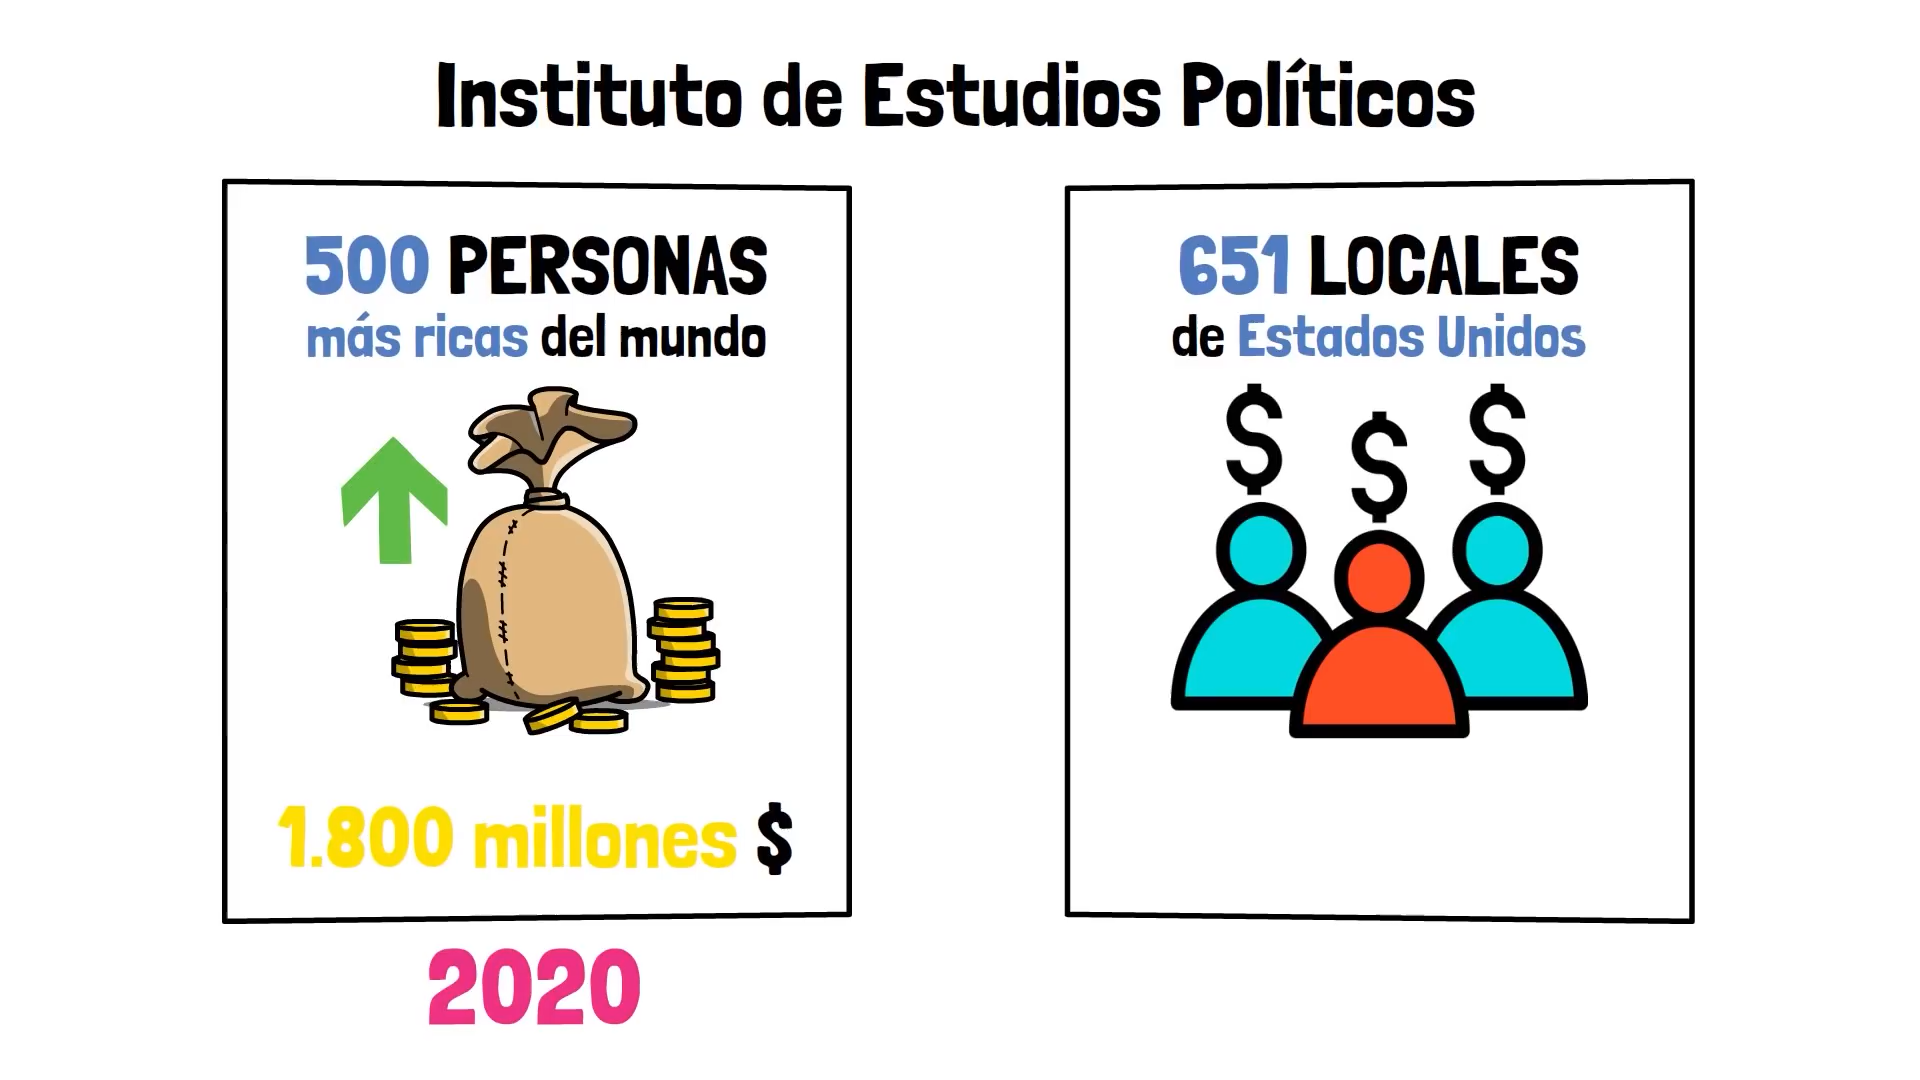 Instituto de Estudios Políticos
500 PERSONAS
más ricas del mundo
1.800 millones $
2020
651 LOCALES
de Estados Unidos
$ $ $